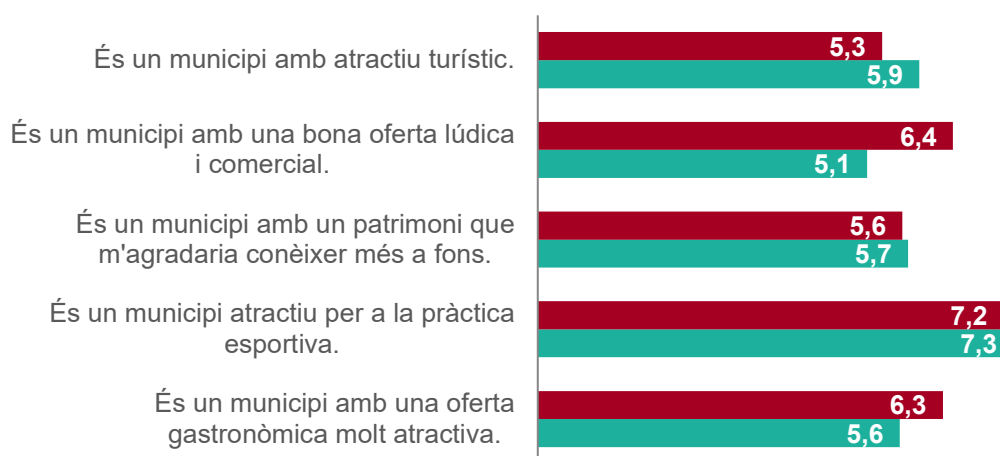 És un municipi amb atractiu turístic.
5,3
5,9
És un municipi amb una bona oferta lúdica
i comercial.
6,4
5,1
És un municipi amb un patrimoni que
m'agradaria conèixer més a fons.
5,6
5,7
És un municipi atractiu per a la pràctica
esportiva.
7,2
7,3
És un municipi amb una oferta
gastronòmica molt atractiva.
6,3
5,6